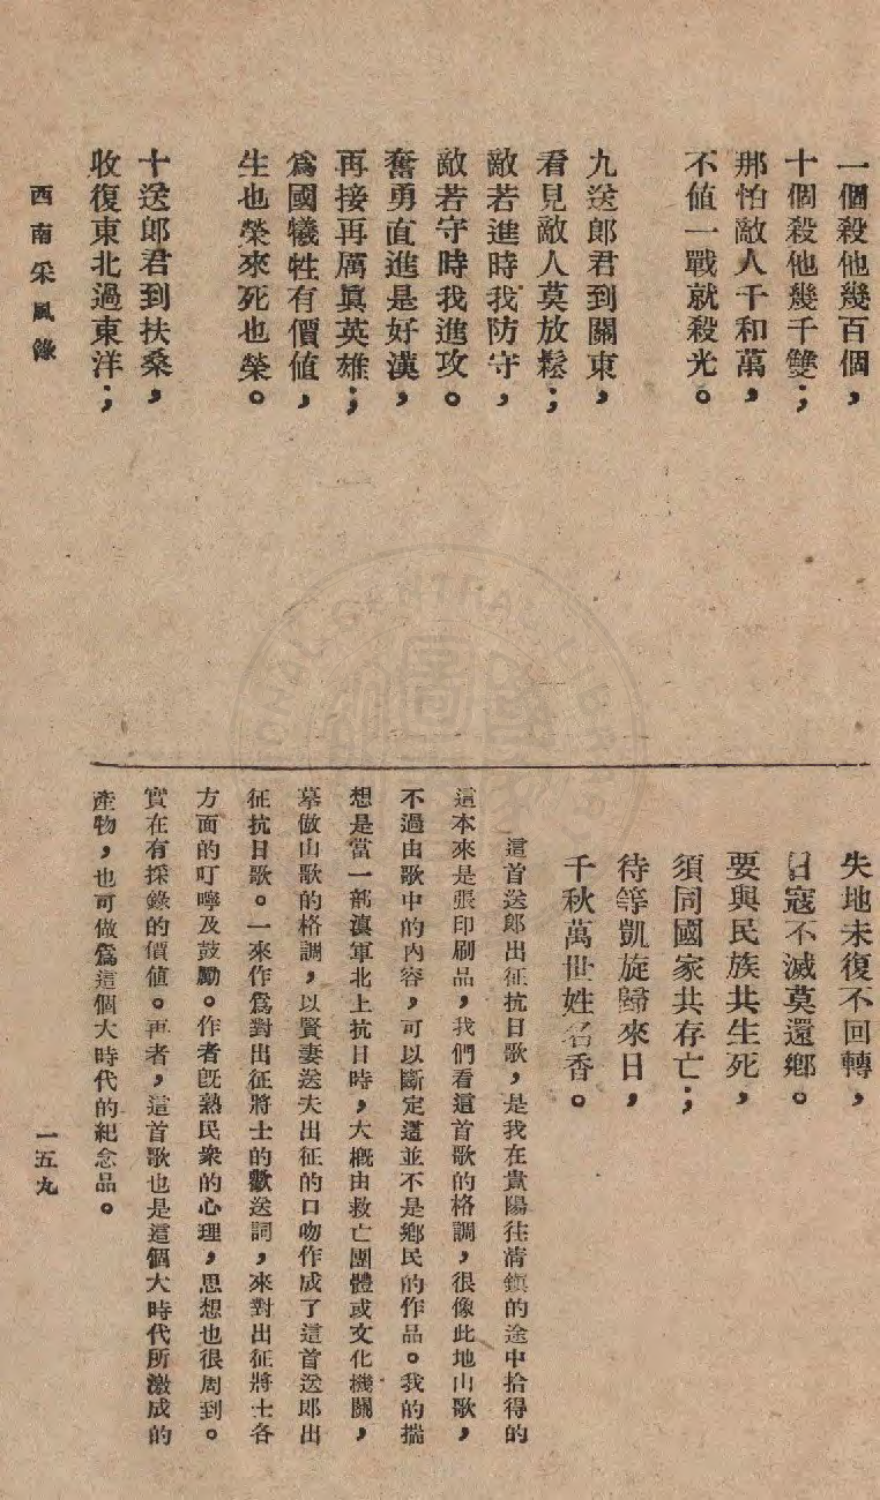 一個殺他幾百個，
十個殺他幾千雙；
那怕敵人千和萬，
不値一戰就殺光。
九送郎君到關東，
看見敵人莫放鬆；
敵若進時我防守，
敵若守時我進攻。
奮勇直進是好漢，
再接再厲眞英雄；
爲國犧牲有價値，
生也榮來死也榮。
十送郎君到扶桑，
收復東北過東洋；
失地未復不回轉，
日寇不滅莫還鄉。
要與民族共生死，
須同國家共存亡；
待等凱旋歸來日，
千秋萬世姓名香。
這首送郎出征抗日歌，是我在貴陽往淸鎭的途中拾得的
這本來是張印刷品，我們看這首歌的格調，很像此地山歌，
不過由歌中的內容，可以斷定這並不是鄉民的作品。我的揣
想是當一部滇軍北上抗日時，大槪由救亡團體或文化機關，
摹倣山歌的格調，以賢妻送夫出征的口吻作成了這首送郎出
征抗日歌。一來作爲對出征將士的歡送詞，來對出征將士各
方面的叮嚀及鼓勵。作者旣熟民衆的心理，思想也很周到。
實在有採錄的價値。再者，這首歌也是這個大時代所激成的
產物，也可做爲這個大時代的紀念品。
西南采風錄
一五九